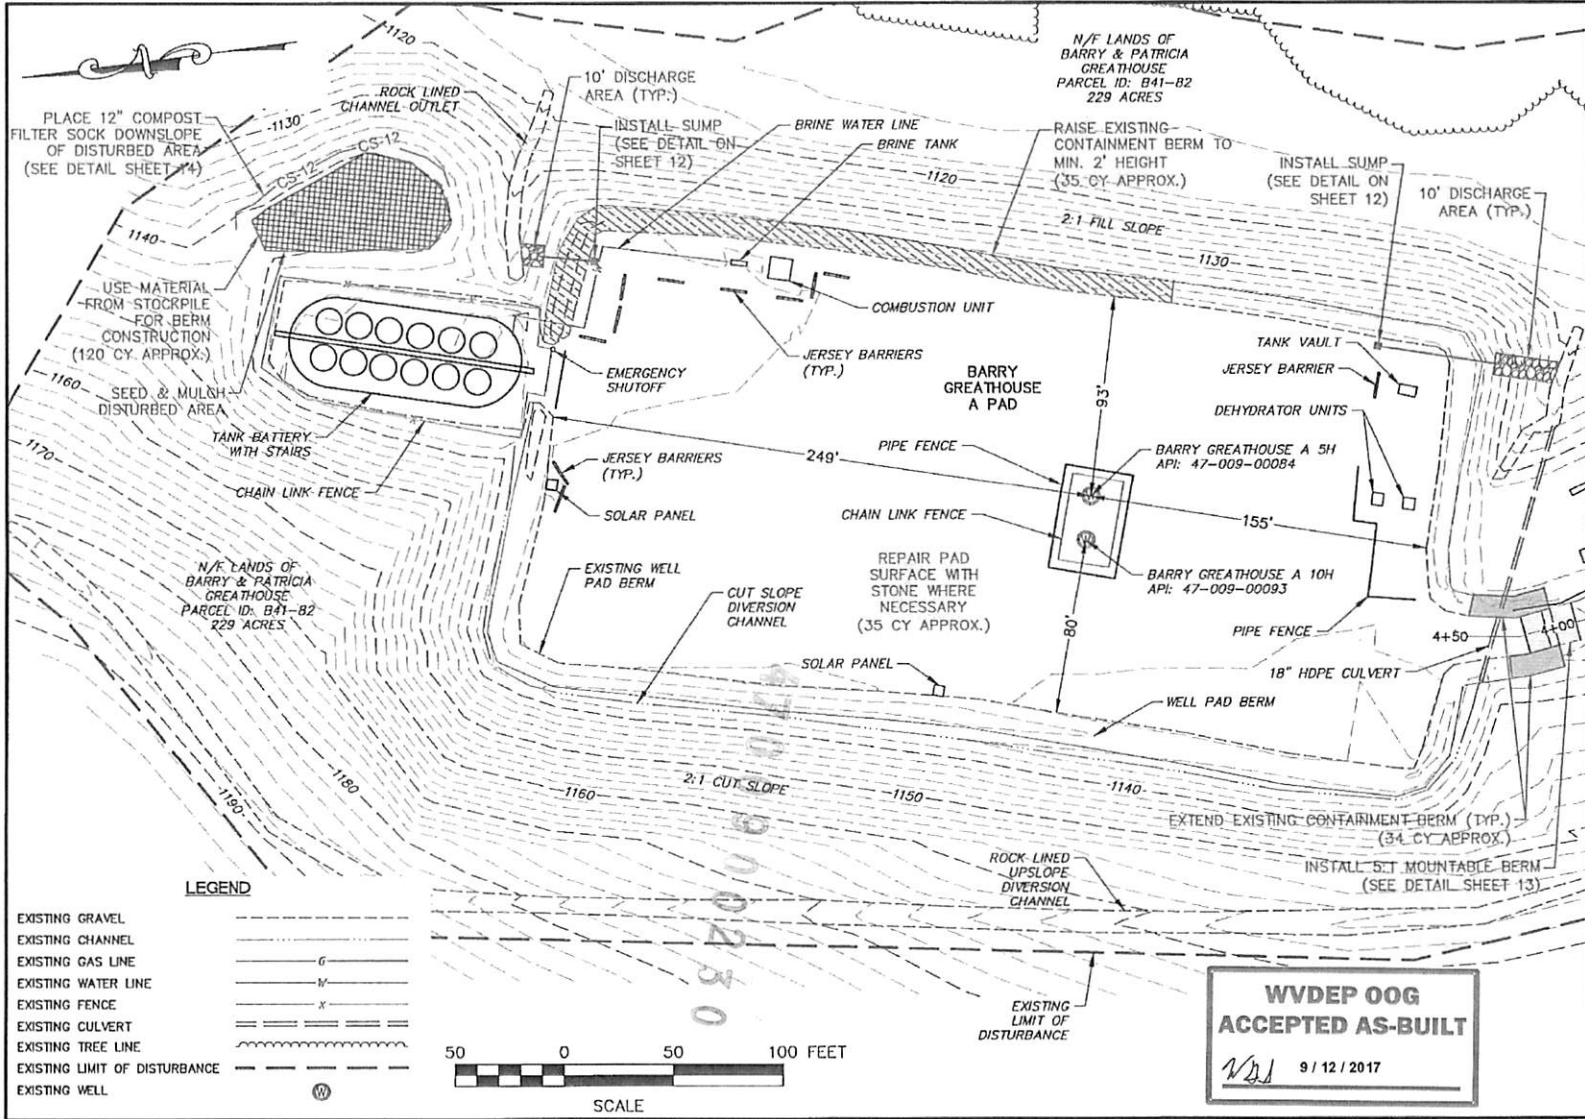 1120
N/F LANDS OF
BARRY & PATRICIA
GREATHOUSE
PARCEL ID: B41-B2
229 ACRES
10' DISCHARGE
AREA (TYP.)
ROCK LINED
CHANNEL OUTLET
PLACE 12" COMPOST
FILTER SOCK DOWNSLOPE
OF DISTURBED AREA
(SEE DETAIL SHEET 14)
1130
CS-12
CS-12
INSTALL SUMP
(SEE DETAIL ON
SHEET 12)
BRINE WATER LINE
BRINE TANK
RAISE EXISTING
CONTAINMENT BERM TO
MIN. 2' HEIGHT
(35 CY APPROX.)
1120
INSTALL SUMP
(SEE DETAIL ON
SHEET 12)
10' DISCHARGE
AREA (TYP.)
1140
2:1 FILL SLOPE
1130
USE MATERIAL
FROM STOCKPILE
FOR BERM
CONSTRUCTION
(120 CY APPROX.)
COMBUSTION UNIT
TANK VAULT
JERSEY BARRIERS
(TYP.)
BARRY
GREATHOUSE
A PAD
93'
JERSEY BARRIER
1160
EMERGENCY
SHUTOFF
SEED & MULCH
DISTURBED AREA
DEHYDRATOR UNITS
TANK BATTERY
WITH STAIRS
1170
PIPE FENCE
249'
BARRY GREATHOUSE A 5H
API: 47-009-00084
JERSEY BARRIERS
(TYP.)
CHAIN LINK FENCE
SOLAR PANEL
CHAIN LINK FENCE
155'
N/F LANDS OF
BARRY & PATRICIA
GREATHOUSE
PARCEL ID: B41-B2
229 ACRES
EXISTING WELL
PAD BERM
REPAIR PAD
SURFACE WITH
STONE WHERE
NECESSARY
(35 CY APPROX.)
W
W
BARRY GREATHOUSE A 10H
API: 47-009-00093
CUT SLOPE
DIVERSION
CHANNEL
80'
PIPE FENCE
4+50
4+00
SOLAR PANEL
18" HDPE CULVERT
WELL PAD BERM
1180
1190
2:1 CUT SLOPE
1160
1150
1140
EXTEND EXISTING CONTAINMENT BERM (TYP.)
(34 CY APPROX.)
INSTALL 5:1 MOUNTABLE BERM
(SEE DETAIL SHEET 13)
ROCK LINED
UPSLOPE
DIVERSION
CHANNEL
4700900230
EXISTING
LIMIT OF
DISTURBANCE
LEGEND
EXISTING GRAVEL
EXISTING CHANNEL
EXISTING GAS LINE G
EXISTING WATER LINE W
EXISTING FENCE X
EXISTING CULVERT
EXISTING TREE LINE
EXISTING LIMIT OF DISTURBANCE
EXISTING WELL W
50 0 50 100 FEET
SCALE
WVDEP OOG
ACCEPTED AS-BUILT
9 / 12 / 2017